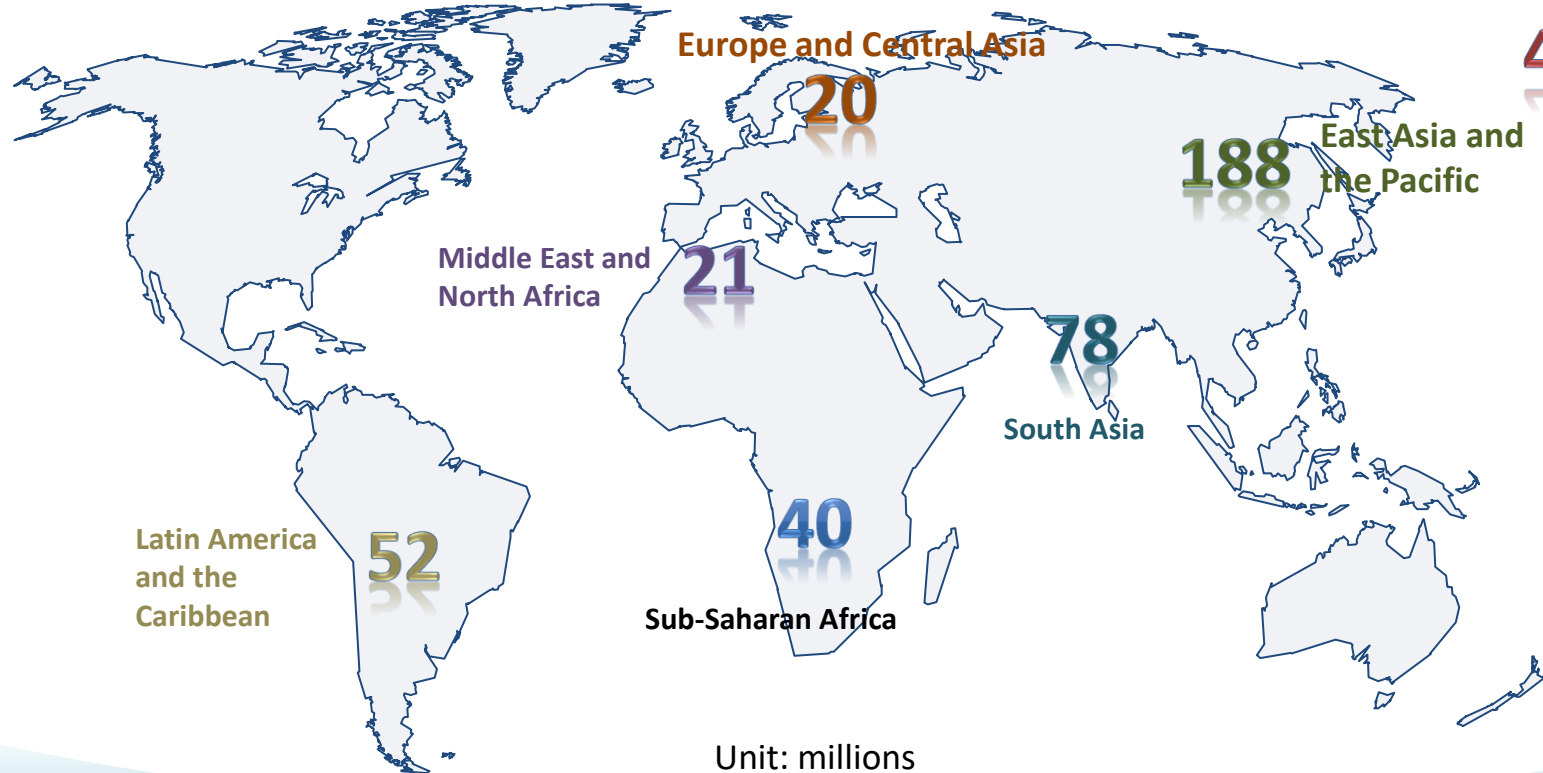 Europe and Central Asia
20
188
East Asia and
the Pacific
Middle East and
North Africa
21
78
South Asia
Latin America
and the
Caribbean
52
40
Sub-Saharan Africa
Unit: millions